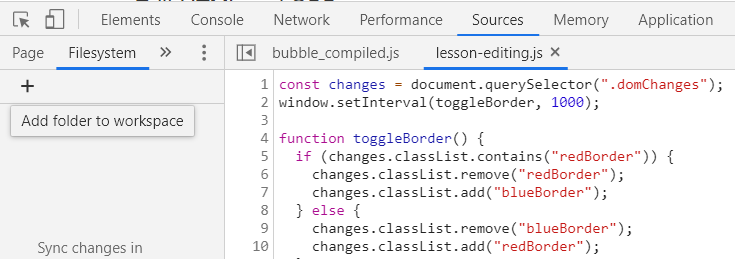 Elements Console Network Performance Sources Memory Application
Page Filesystem » bubble_compiled.js lesson-editing.js ×
+
Add folder to workspace
Sync changes in
1 const changes = document.querySelector(".domChanges");
2 window.setInterval(toggleBorder, 1000);
3
4 function toggleBorder() {
5 if (changes.classList.contains("redBorder")) {
6 changes.classList.remove("redBorder");
7 changes.classList.add("blueBorder");
8 } else {
9 changes.classList.remove("blueBorder");
10 changes.classList.add("redBorder");